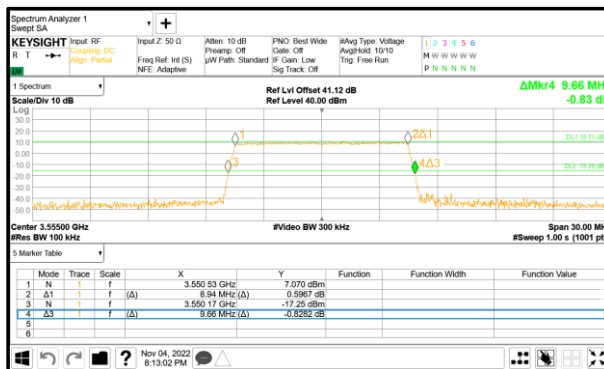 Spectrum Analyzer 1
Swept SA
KEYSIGHT Input: RF Input Z: 50 Ω Atten: 10 dB PNO: Best Wide #Avg Type: Voltage 1 2 3 4 5 6
R T Coupling: DC Preamp: Off Gate: Off Avg|Hold: 10/10 M W W W W W
Align: Partial Freq Ref: Int (S) µW Path: Standard IF Gain: Low Trig: Free Run
LW NFE: Adaptive Sig Track: Off P N N N N N
1 Spectrum Ref Lvl Offset 41.12 dB ΔMkr4 9.66 MHz
Scale/Div 10 dB Ref Level 40.00 dBm -0.83 dB
Log
30.0
20.0
1 2Δ1
10.0 DL1 10.71 dBm
0.00
-10.0
3 4Δ3 DL2 -15.25 dBm
-20.0
-30.0
-40.0
-50.0
Center 3.55500 GHz #Video BW 300 kHz Span 30.00 MHz
#Res BW 100 kHz #Sweep 1.00 s (1001 pts
5 Marker Table
Mode Trace Scale X Y Function Function Width Function Value
1 N 1 f 3.550 53 GHz 7.070 dBm
2 Δ1 1 f (Δ) 8.94 MHz (Δ) 0.5967 dB
3 N 1 f 3.550 17 GHz -17.25 dBm
4 Δ3 1 f (Δ) 9.66 MHz (Δ) -0.8282 dB
5
6
? Nov 04, 2022
8:13:02 PM